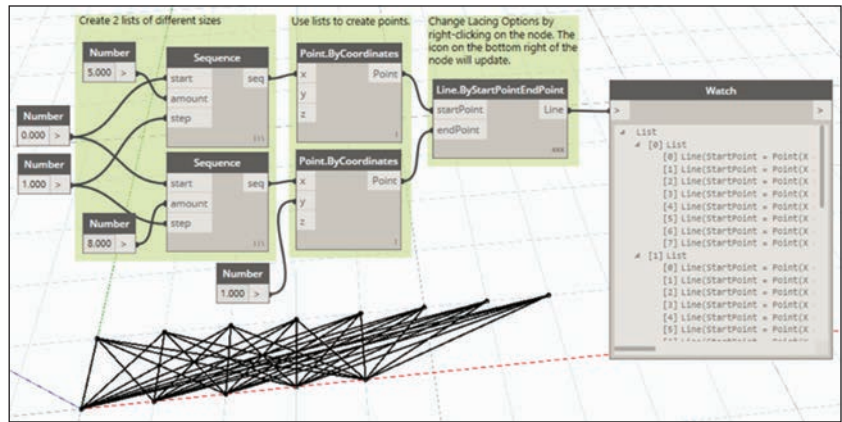 Create 2 lists of different sizes
Use lists to create points.
Change Lacing Options by
right-clicking on the node. The
icon on the bottom right of the
node will update.
Number
5.000 >
Sequence
start seq
amount
step
Point.ByCoordinates
x Point
y
z
Line.ByStartPointEndPoint
startPoint Line
endPoint
xxx
Watch
> >
Number
0.000 >
Number
1.000 >
Sequence
start seq
amount
step
Point.ByCoordinates
x Point
y
z
Number
8.000 >
Number
1.000 >
List
[0] List
[0] Line(StartPoint = Point(X
[1] Line(StartPoint = Point(X
[2] Line(StartPoint = Point(X
[3] Line(StartPoint = Point(X
[4] Line(StartPoint = Point(X
[5] Line(StartPoint = Point(X
[6] Line(StartPoint = Point(X
[7] Line(StartPoint = Point(X
[1] List
[0] Line(StartPoint = Point(X
[1] Line(StartPoint = Point(X
[2] Line(StartPoint = Point(X
[3] Line(StartPoint = Point(X
[4] Line(StartPoint = Point(X
[5] Line(StartPoint = Point(X